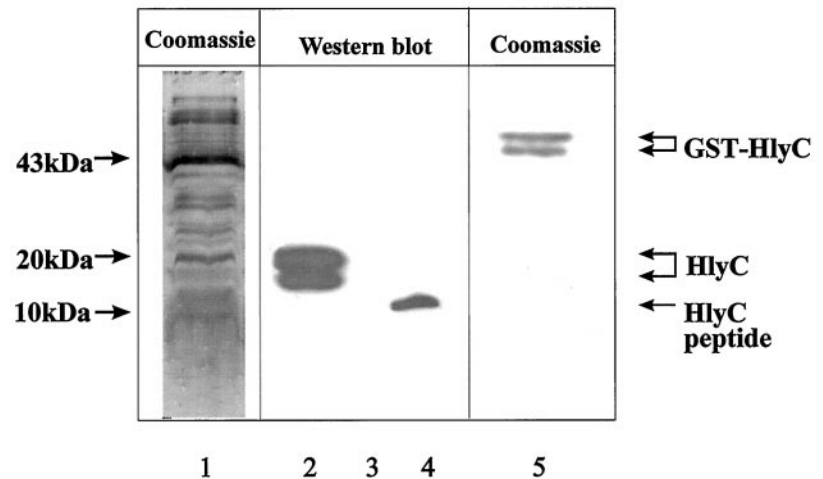 Coomassie
Western blot
Coomassie
43kDa
GST-HlyC
20kDa
HlyC
10kDa
HlyC
peptide
1 2 3 4 5